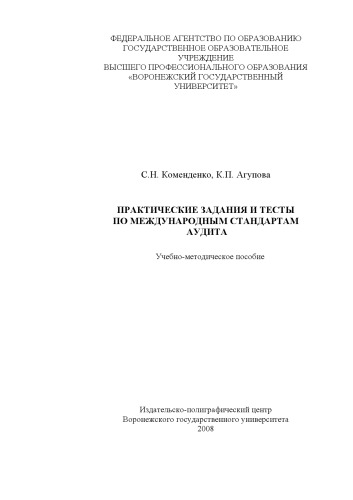 ФЕДЕРАЛЬНОЕ АГЕНТСТВО ПО ОБРАЗОВАНИЮ
ГОСУДАРСТВЕННОЕ ОБРАЗОВАТЕЛЬНОЕ
УЧРЕЖДЕНИЕ
ВЫСШЕГО ПРОФЕССИОНАЛЬНОГО ОБРАЗОВАНИЯ
«ВОРОНЕЖСКИЙ ГОСУДАРСТВЕННЫЙ
УНИВЕРСИТЕТ»
С.Н. Коменденко, К.П. Агупова
ПРАКТИЧЕСКИЕ ЗАДАНИЯ И ТЕСТЫ
ПО МЕЖДУНАРОДНЫМ СТАНДАРТАМ
АУДИТА
Учебно-методическое пособие
Издательско-полиграфический центр
Воронежского государственного университета
2008